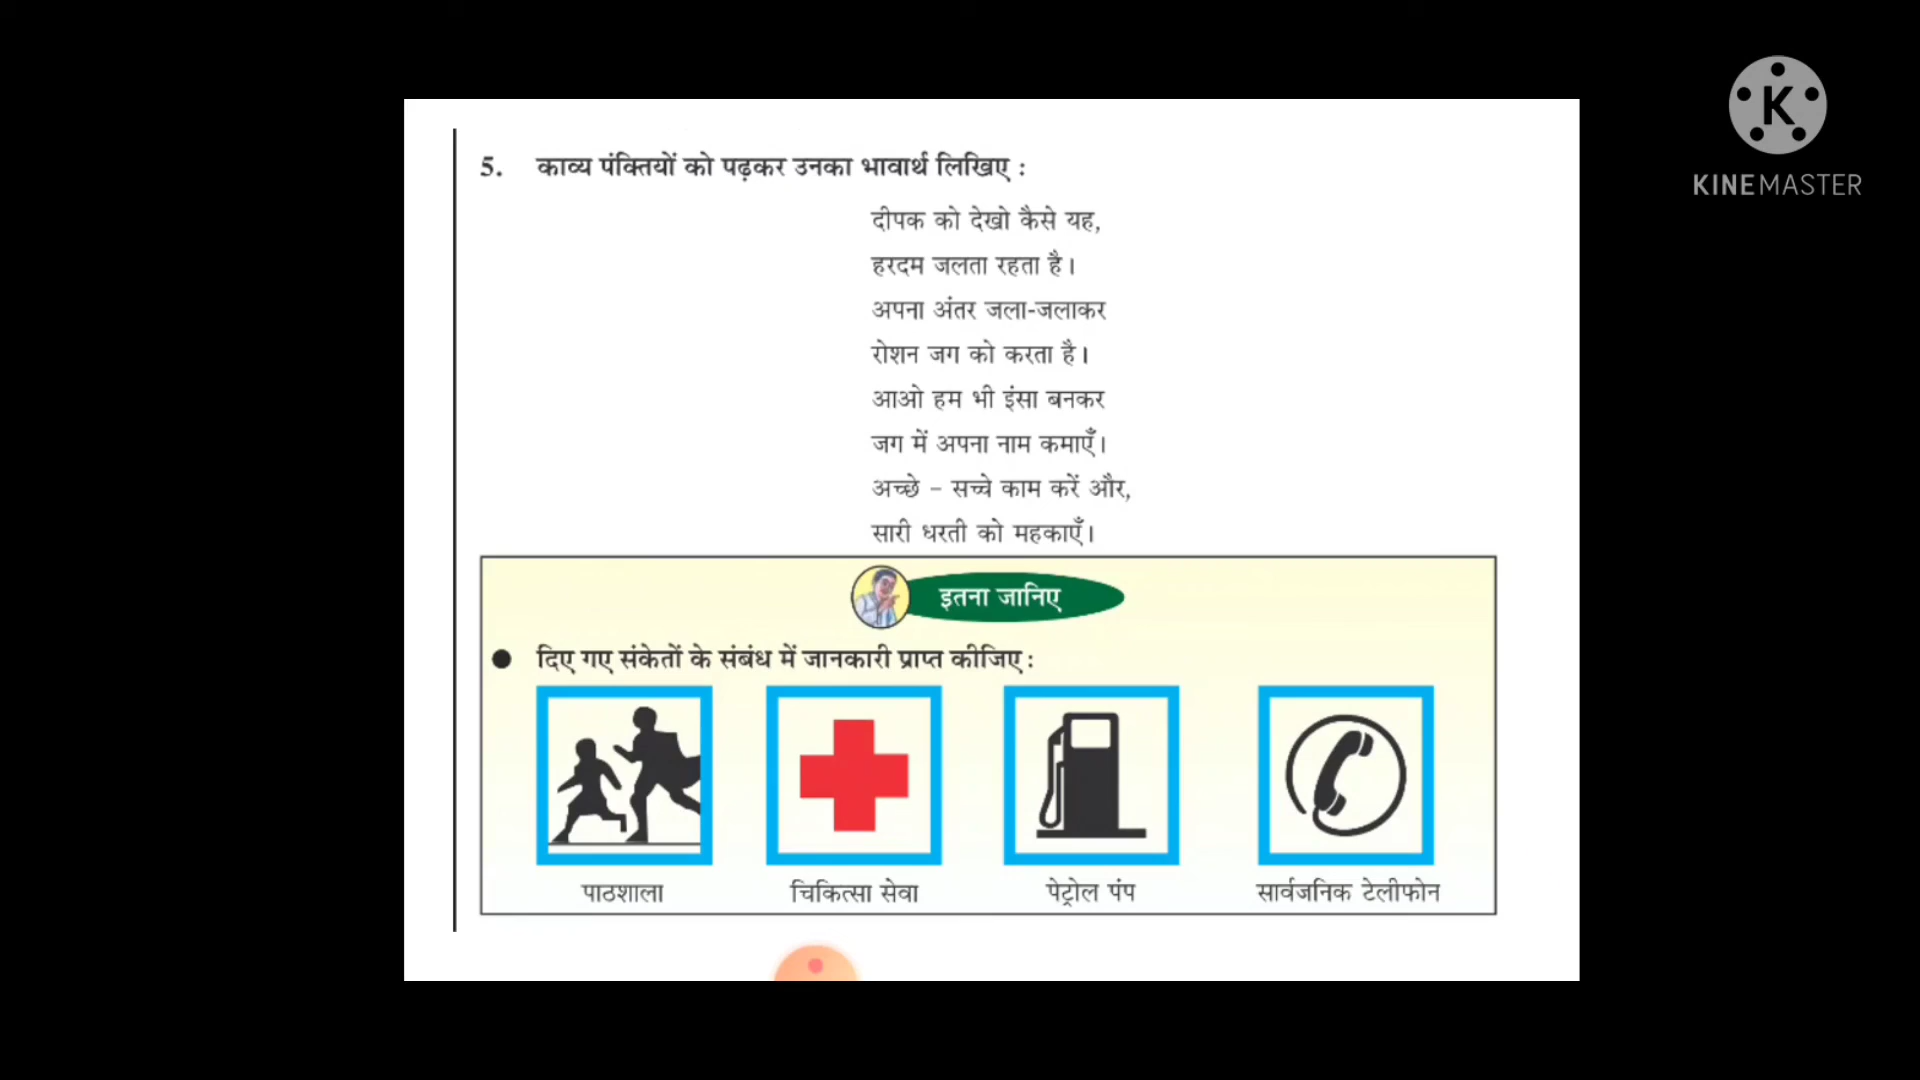 K
KINEMASTER
5. काव्य पंक्तियों को पढ़कर उनका भावार्थ लिखिए :
दीपक को देखो कैसे यह,
हरदम जलता रहता है।
अपना अंतर जला-जलाकर
रोशन जग को करता है।
आओ हम भी इंसा बनकर
जग में अपना नाम कमाएँ।
अच्छे – सच्चे काम करें और,
सारी धरती को महकाएँ।
इतना जानिए
● दिए गए संकेतों के संबंध में जानकारी प्राप्त कीजिए :
पाठशाला चिकित्सा सेवा पेट्रोल पंप सार्वजनिक टेलीफोन